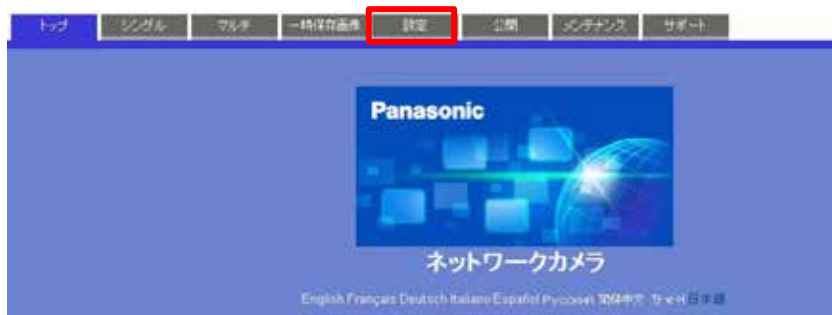 トップ シングル マルチ 一時保存画像 設定 公開 メンテナンス サポート
Panasonic
ネットワークカメラ
English Français Deutsch Italiano Español Русский 简体中文 日本語